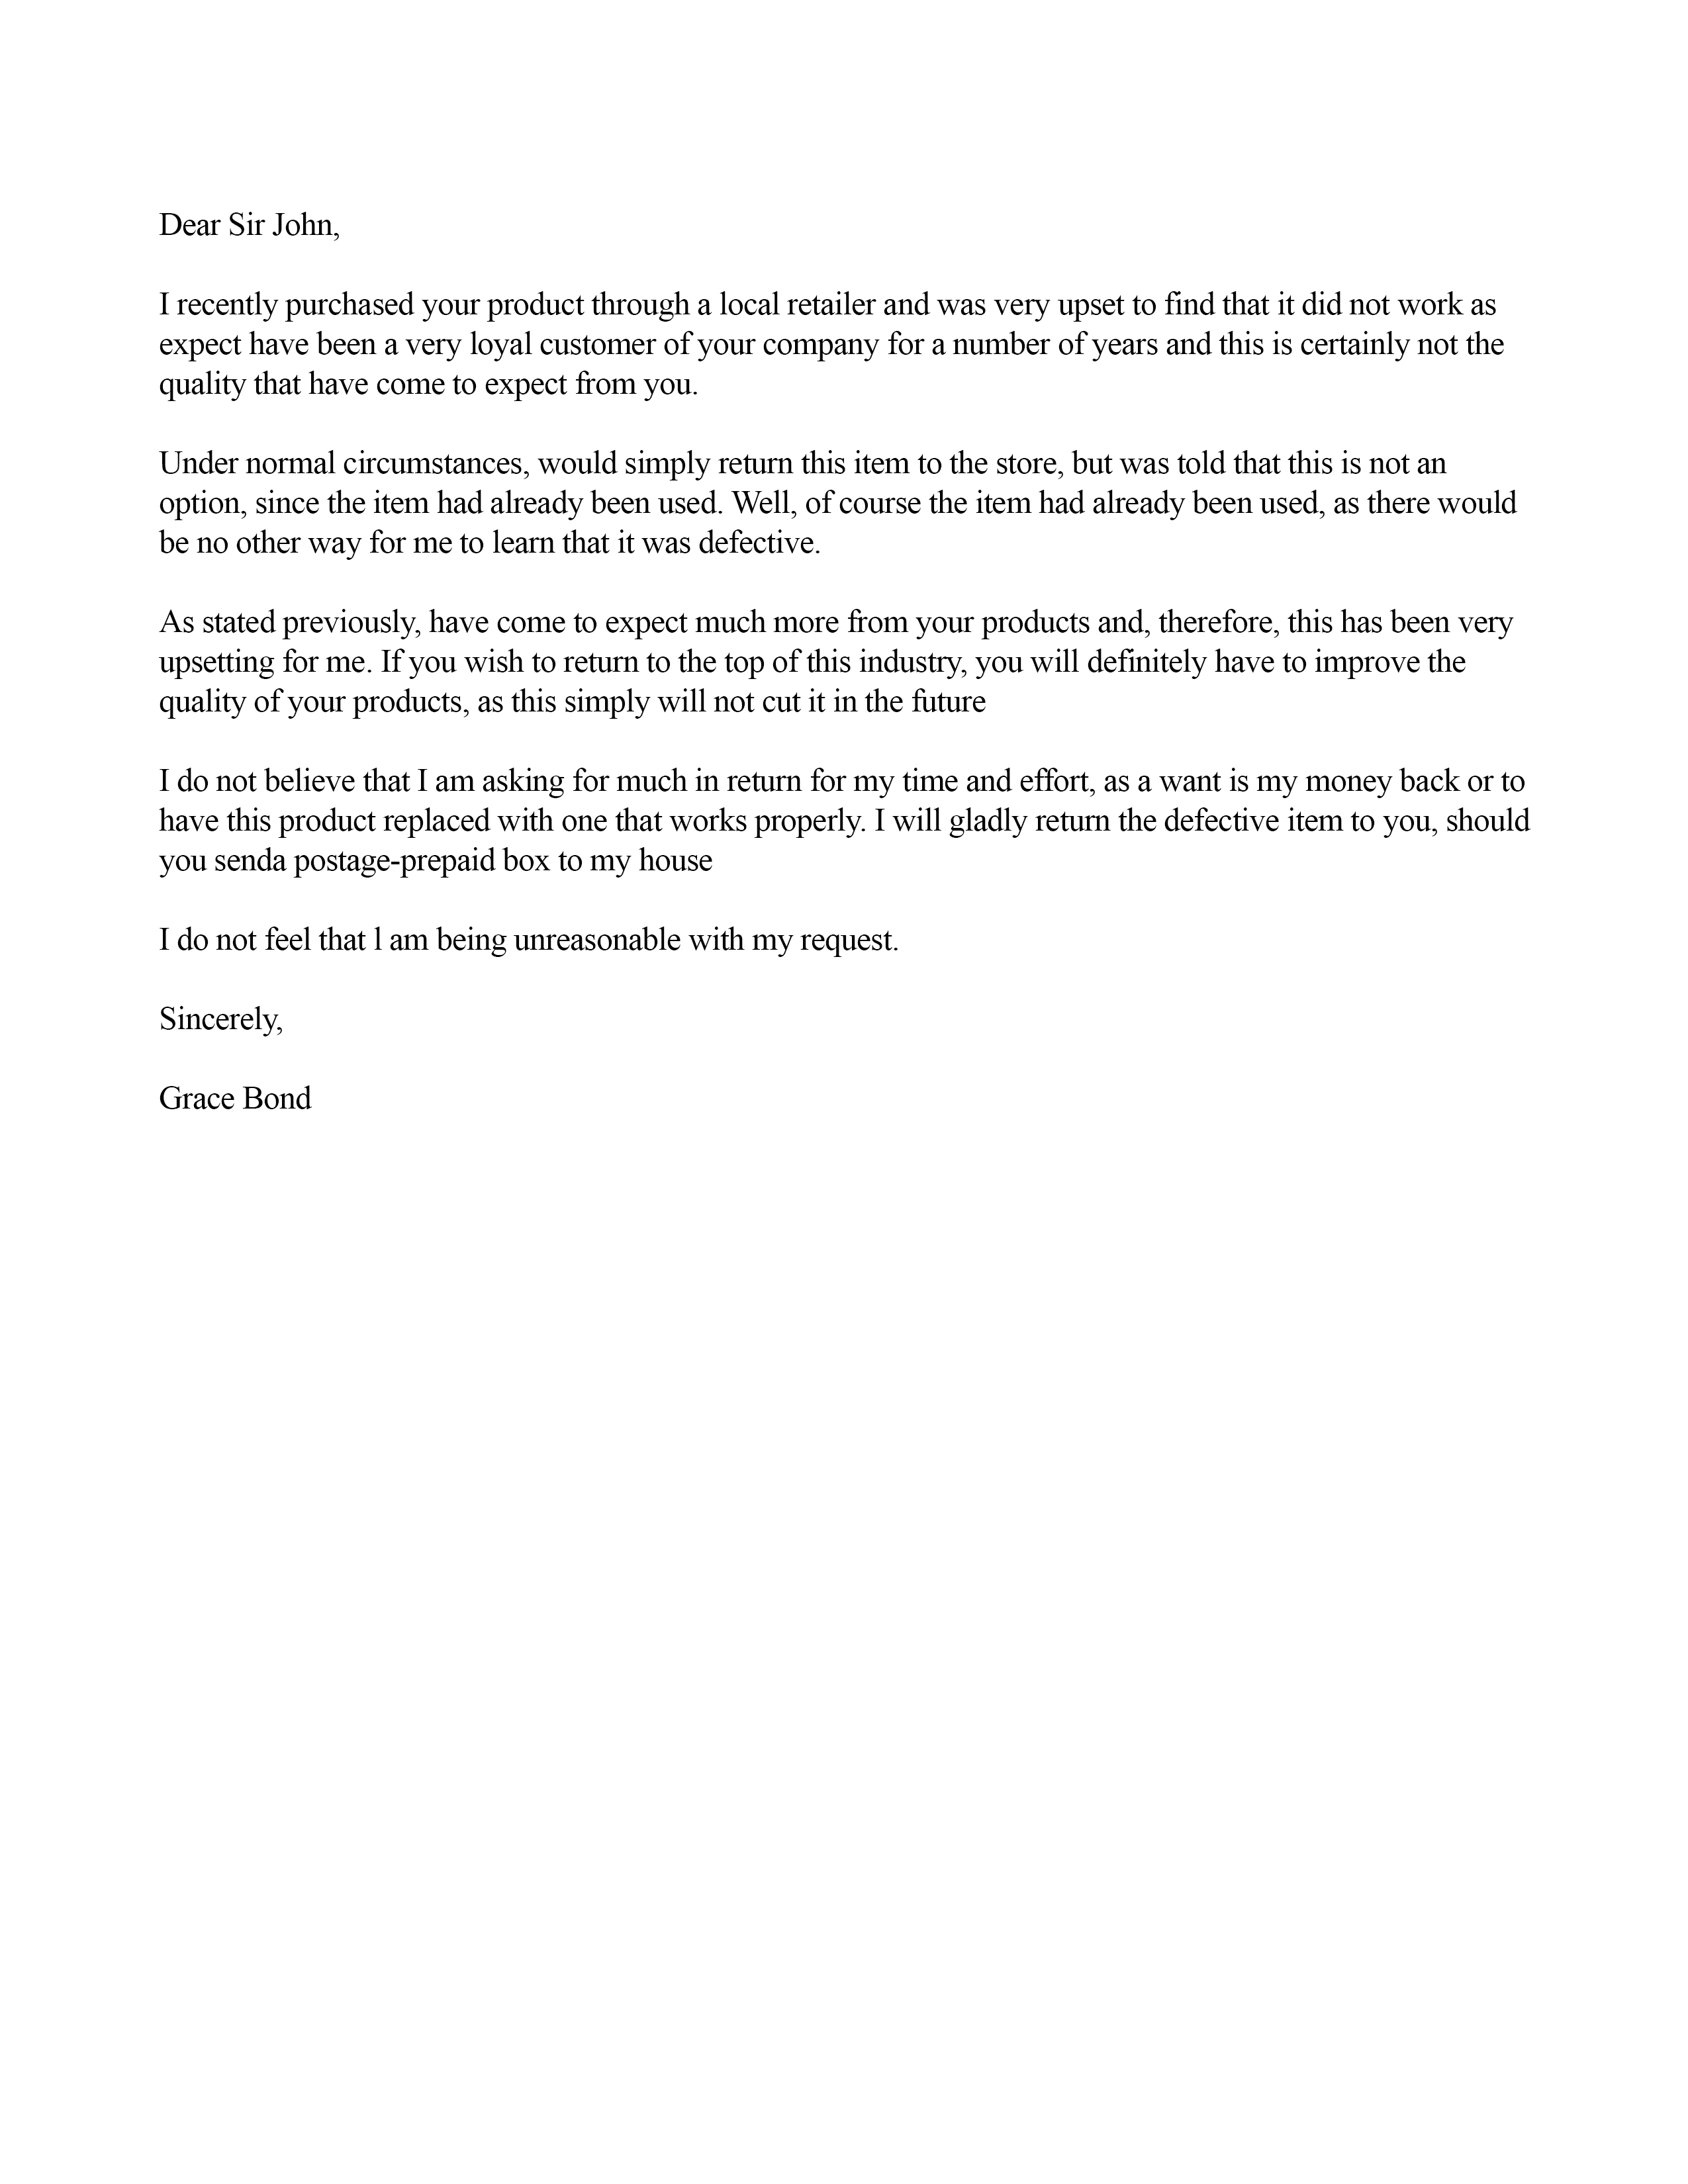 Dear Sir John,
I recently purchased your product through a local retailer and was very upset to find that it did not work as
expect have been a very loyal customer of your company for a number of years and this is certainly not the
quality that have come to expect from you.
Under normal circumstances, would simply return this item to the store, but was told that this is not an
option, since the item had already been used. Well, of course the item had already been used, as there would
be no other way for me to learn that it was defective.
As stated previously, have come to expect much more from your products and, therefore, this has been very
upsetting for me. If you wish to return to the top of this industry, you will definitely have to improve the
quality of your products, as this simply will not cut it in the future
I do not believe that I am asking for much in return for my time and effort, as a want is my money back or to
have this product replaced with one that works properly. I will gladly return the defective item to you, should
you senda postage-prepaid box to my house
I do not feel that l am being unreasonable with my request.
Sincerely,
Grace Bond